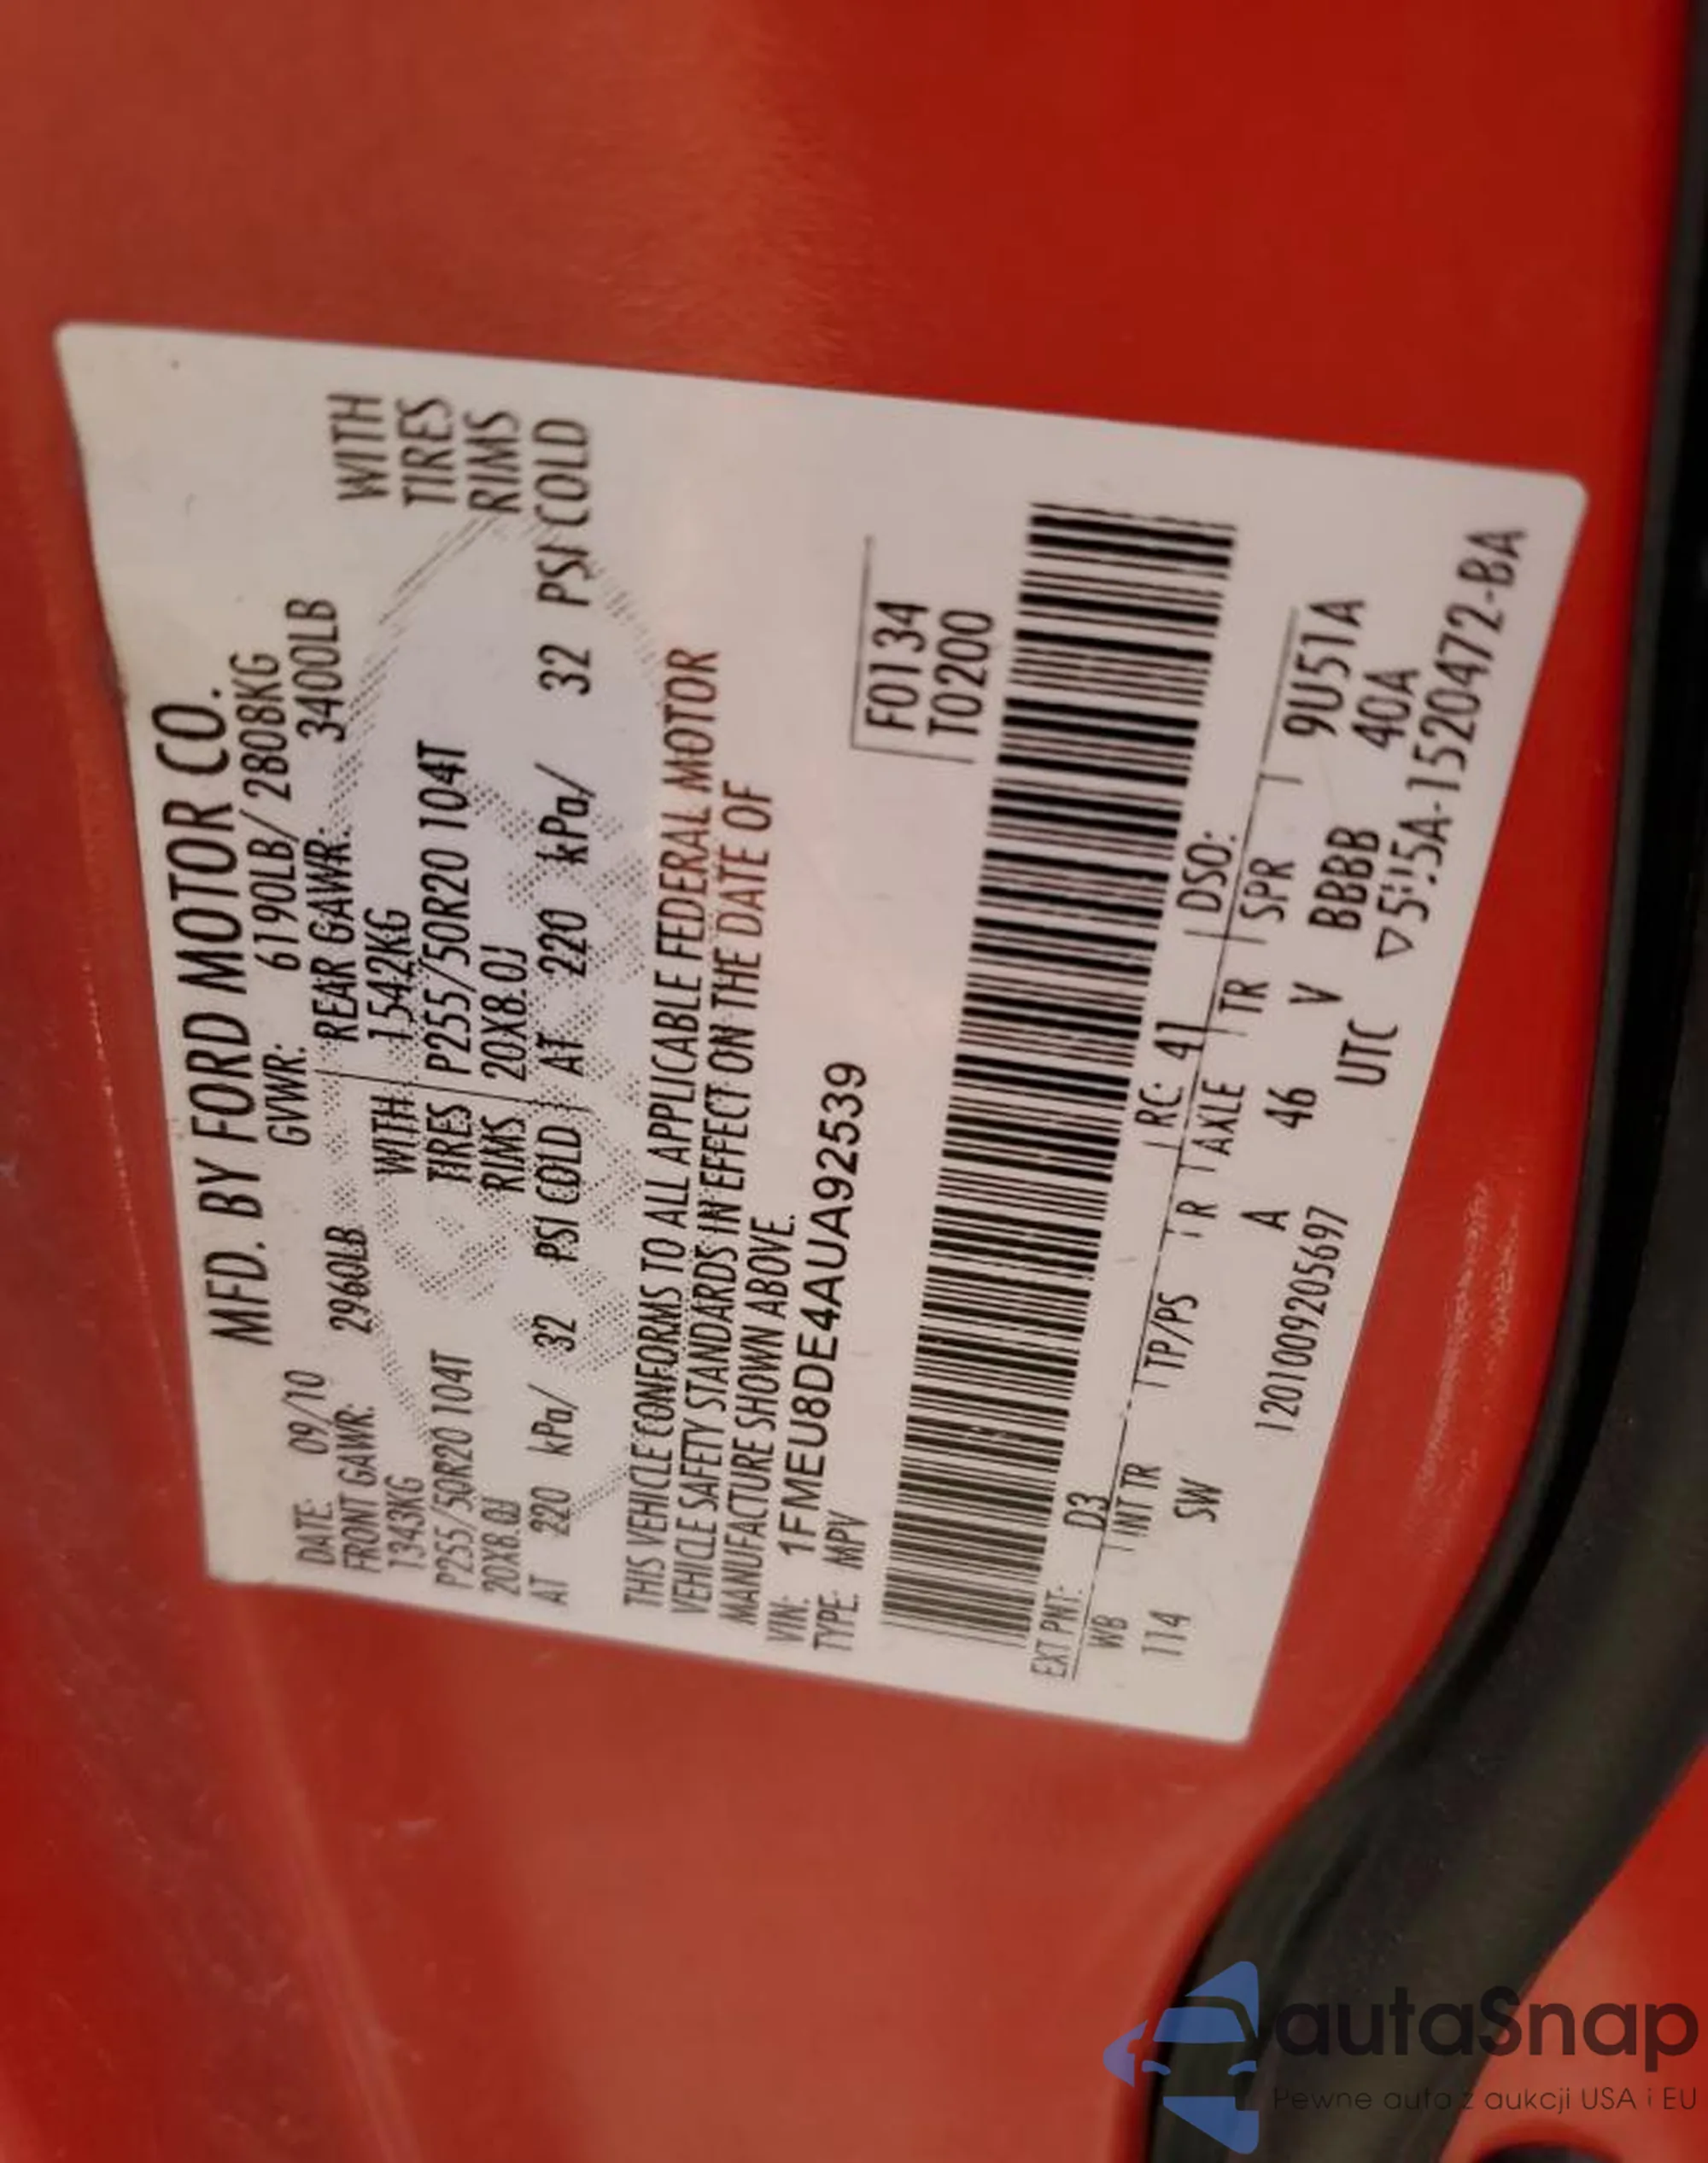 MFD. BY FORD MOTOR CO.
DATE: 09/10 GVWR: 6190LB/ 2808KG
FRONT GAWR: 2960LB REAR GAWR: 3400LB
1343KG WITH 1542KG WITH
P255/50R20 104T TIRES P255/50R20 104T TIRES
20X8.0J RIMS 20X8.0J RIMS
AT 220 kPa/ 32 PSI COLD AT 220 kPa/ 32 PSI COLD
THIS VEHICLE CONFORMS TO ALL APPLICABLE FEDERAL MOTOR
VEHICLE SAFETY STANDARDS IN EFFECT ON THE DATE OF
MANUFACTURE SHOWN ABOVE.
VIN: 1FMEU8DE4AUA92539
TYPE: MPV
F0134
T0200
EXT PNT: D3 RC: 41 DSO:
WB INT TR TP/PS R AXLE TR SPR
114 SW A 46 V BBBB 9U51A
40A
1201009205697 UTC
5A-1520472-BA
autaSnap
Pewne auta z aukcji USA i EU